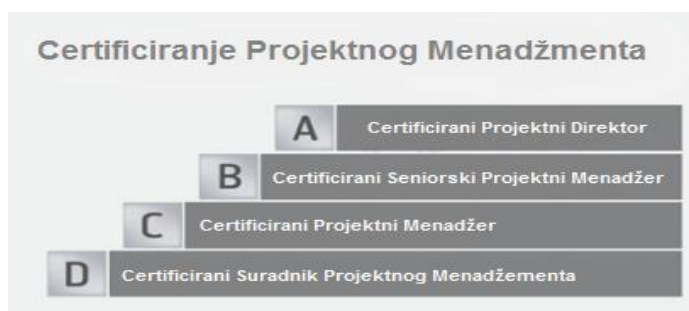 Certificiranje Projektnog Menadžmenta
A Certificirani Projektni Direktor
B Certificirani Seniorski Projektni Menadžer
C Certificirani Projektni Menadžer
D Certificirani Suradnik Projektnog Menadžementa